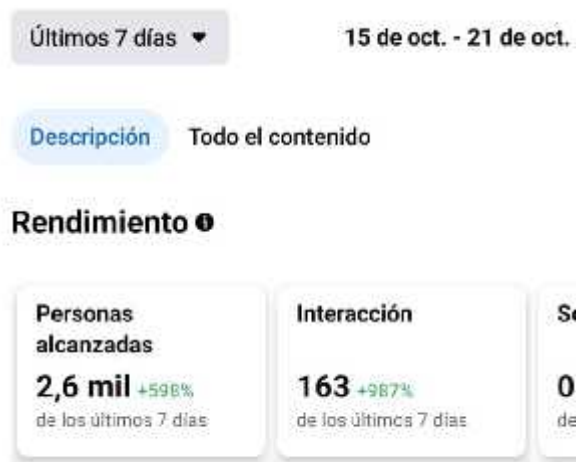 Últimos 7 días
15 de oct. - 21 de oct.
Descripción
Todo el contenido
Rendimiento
Personas
alcanzadas
2,6 mil +598%
de los últimos 7 días
Interacción
163 +987%
de los últimos 7 días
0